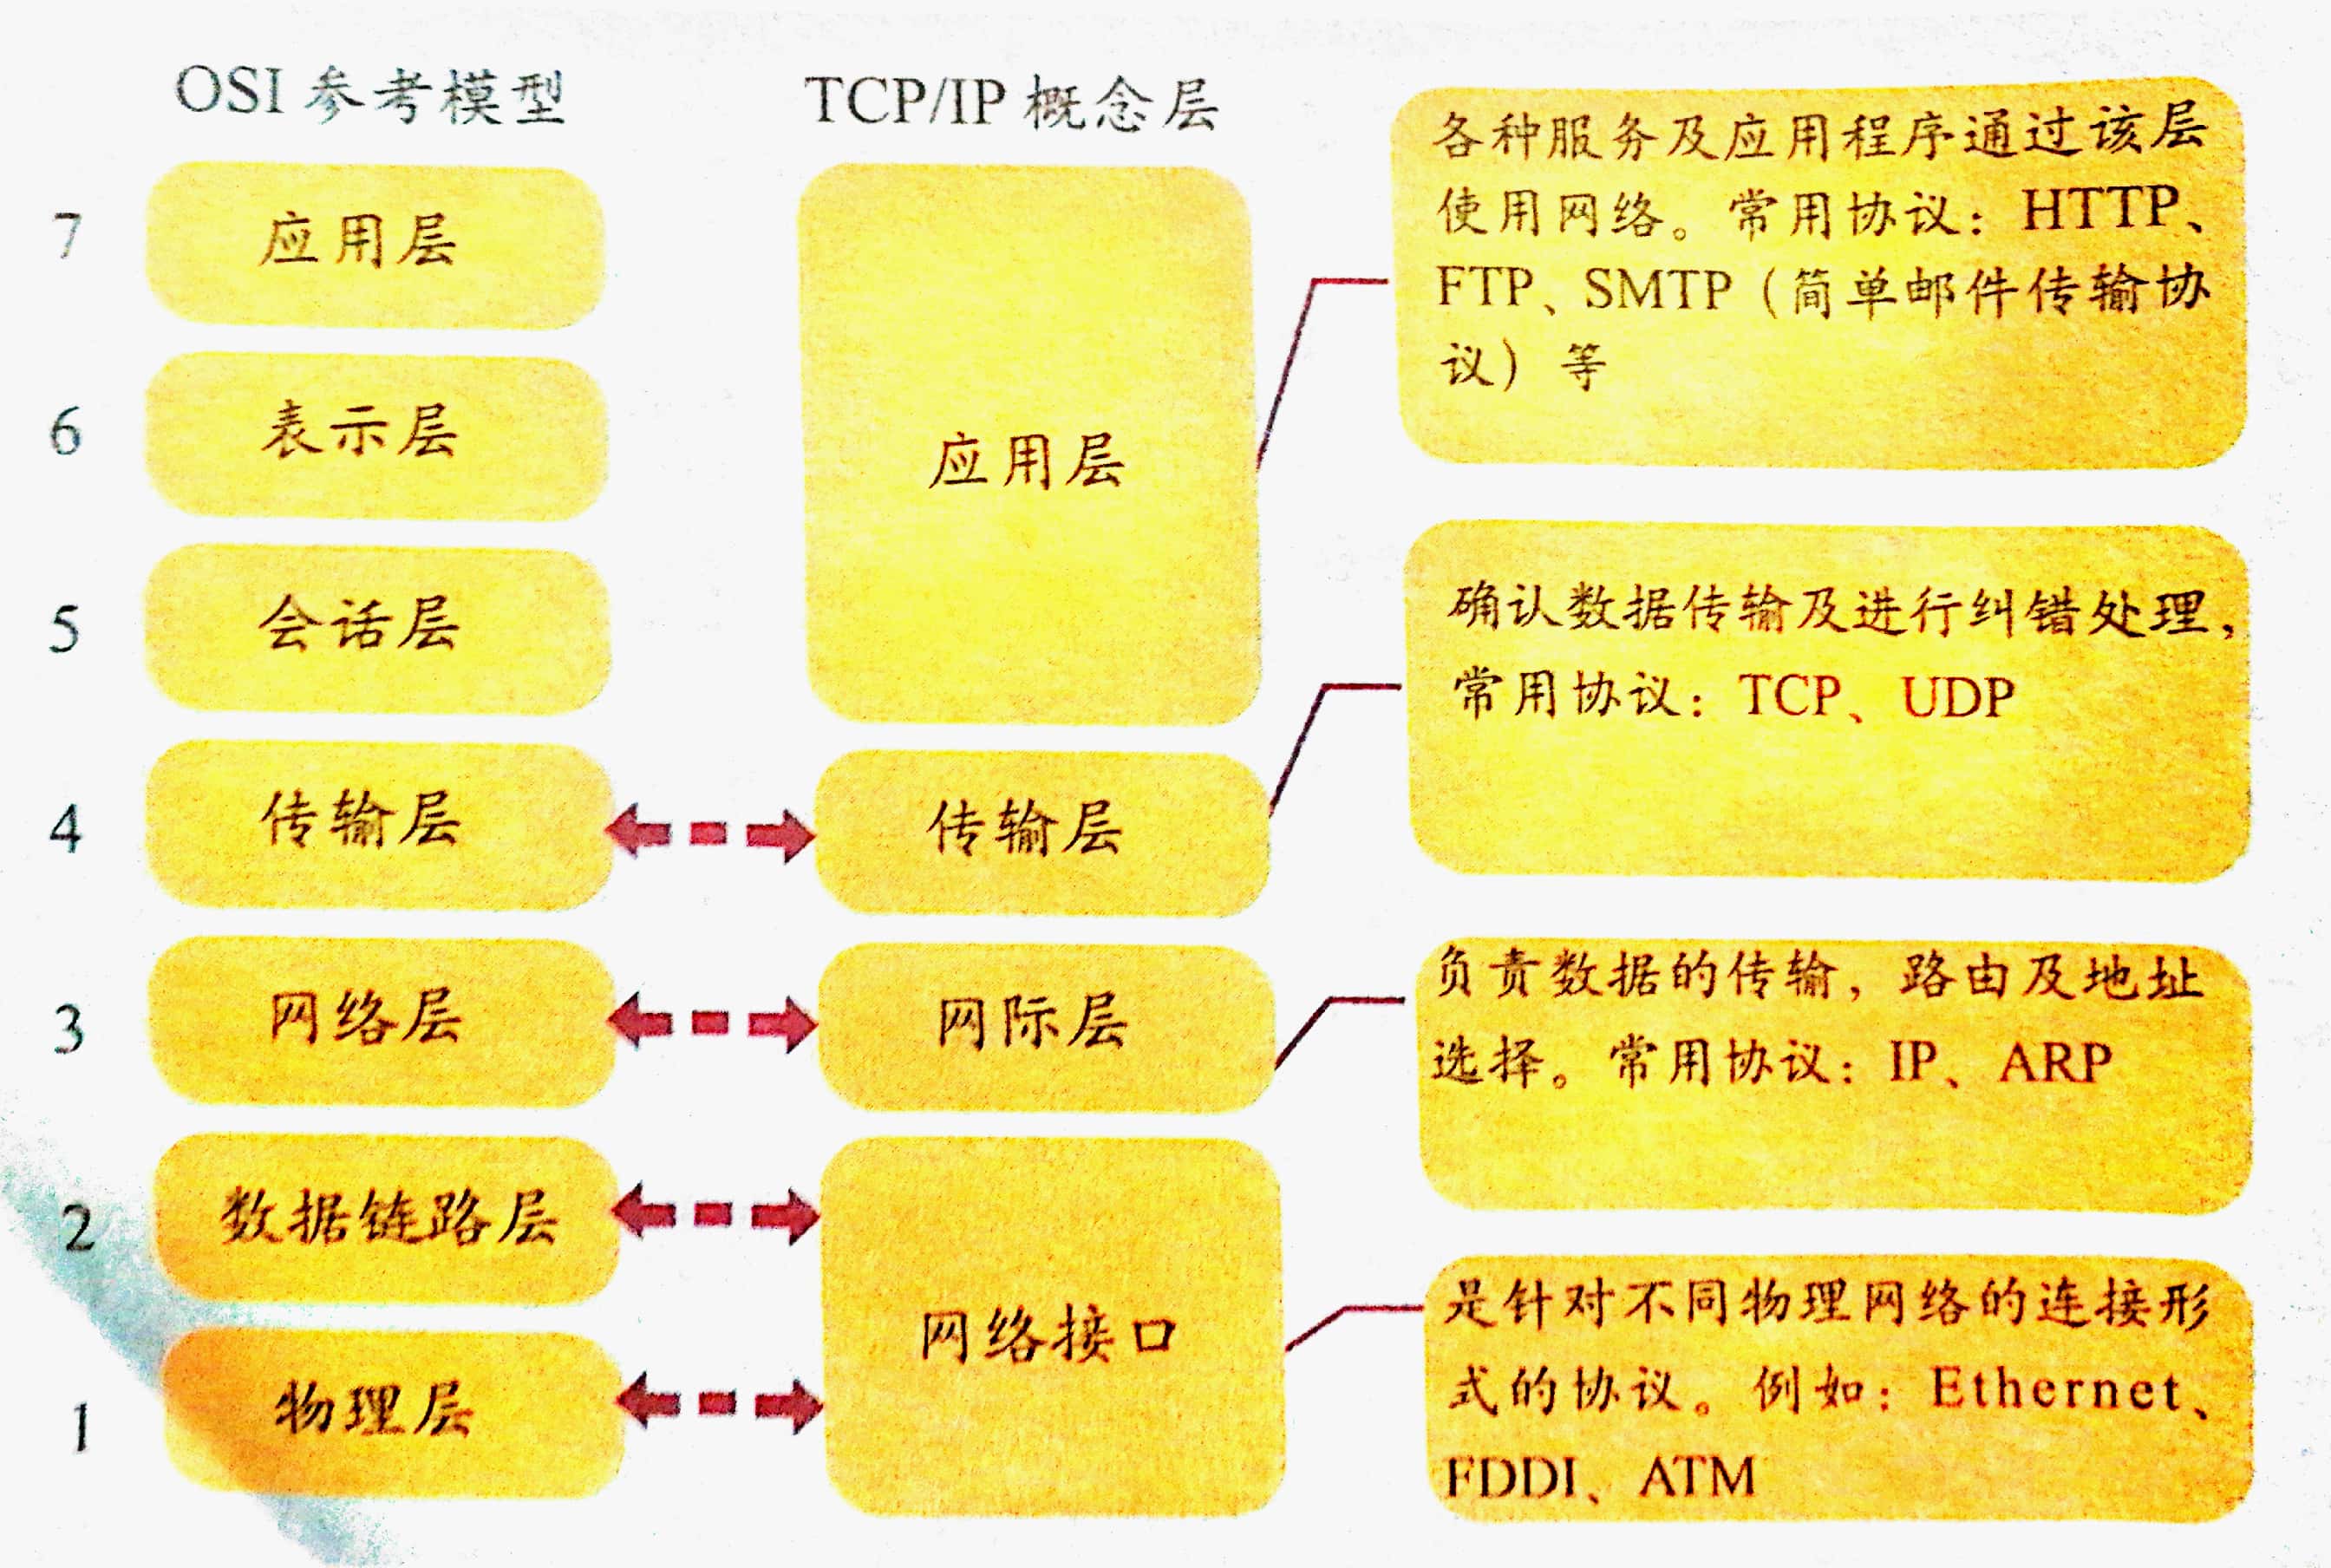 OSI 参考模型
TCP/IP 概念层
7
应用层
6
表示层
5
会话层
4
传输层
3
网络层
2
数据链路层
1
物理层
应用层
传输层
网际层
网络接口
各种服务及应用程序通过该层
使用网络。常用协议：HTTP、
FTP、SMTP（简单邮件传输协
议）等
确认数据传输及进行纠错处理，
常用协议：TCP、UDP
负责数据的传输，路由及地址
选择。常用协议：IP、ARP
是针对不同物理网络的连接形
式的协议。例如：Ethernet、
FDDI、ATM